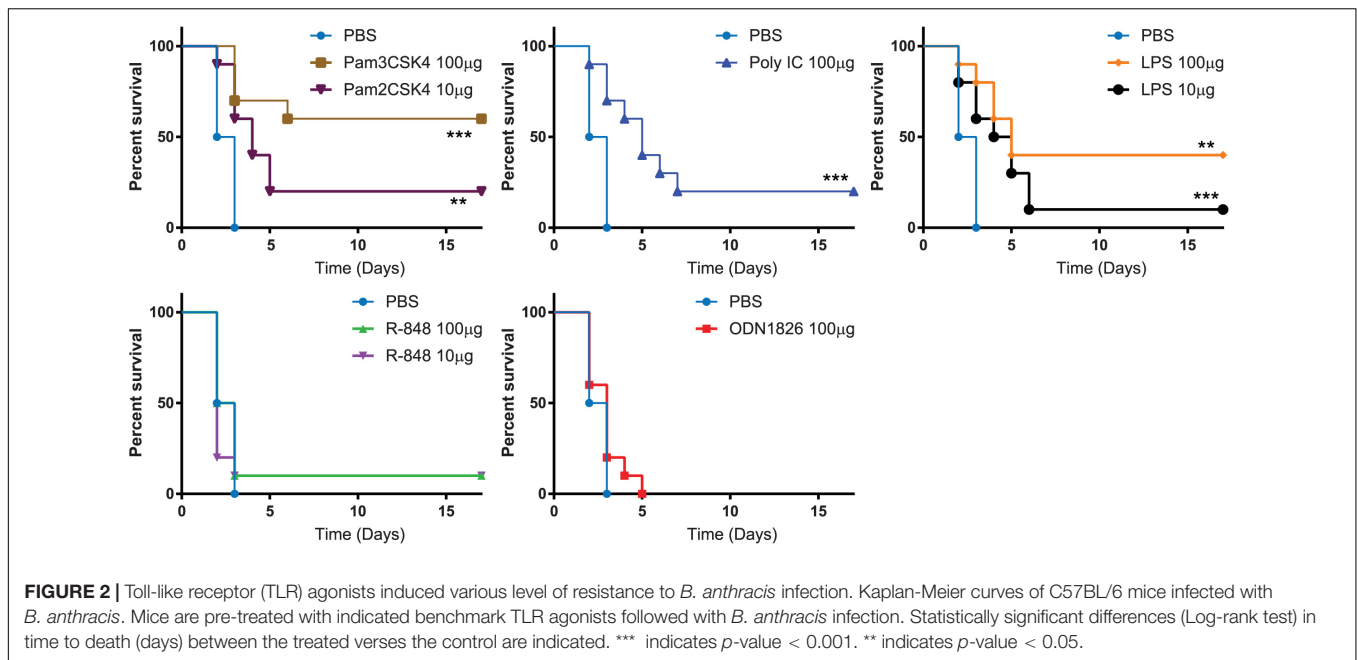 PBS
Pam3CSK4 100μg
Pam2CSK4 10μg
100
50
0
Percent survival
***
**
0 5 10 15
Time (Days)
PBS
Poly IC 100μg
100
50
0
Percent survival
***
0 5 10 15
Time (Days)
PBS
LPS 100μg
LPS 10μg
100
50
0
Percent survival
**
***
0 5 10 15
Time (Days)
PBS
R-848 100μg
R-848 10μg
100
50
0
Percent survival
0 5 10 15
Time (Days)
PBS
ODN1826 100μg
100
50
0
Percent survival
0 5 10 15
Time (Days)
FIGURE 2 | Toll-like receptor (TLR) agonists induced various level of resistance to B. anthracis infection. Kaplan-Meier curves of C57BL/6 mice infected with
B. anthracis. Mice are pre-treated with indicated benchmark TLR agonists followed with B. anthracis infection. Statistically significant differences (Log-rank test) in
time to death (days) between the treated verses the control are indicated. *** indicates p-value < 0.001. ** indicates p-value < 0.05.